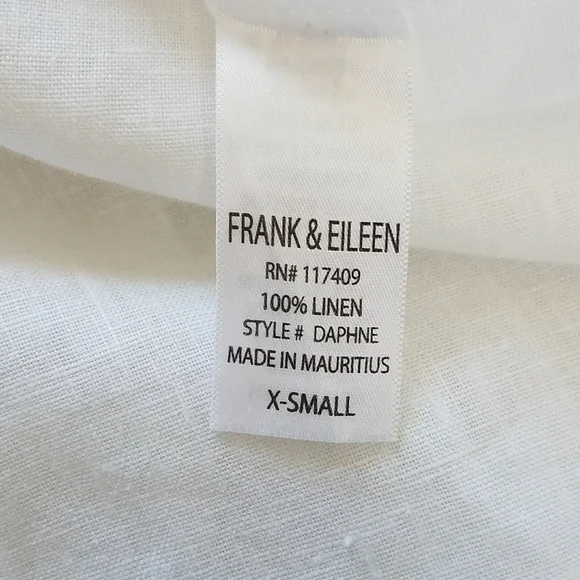 FRANK & EILEEN
RN# 117409
100% LINEN
STYLE # DAPHNE
MADE IN MAURITIUS
X-SMALL